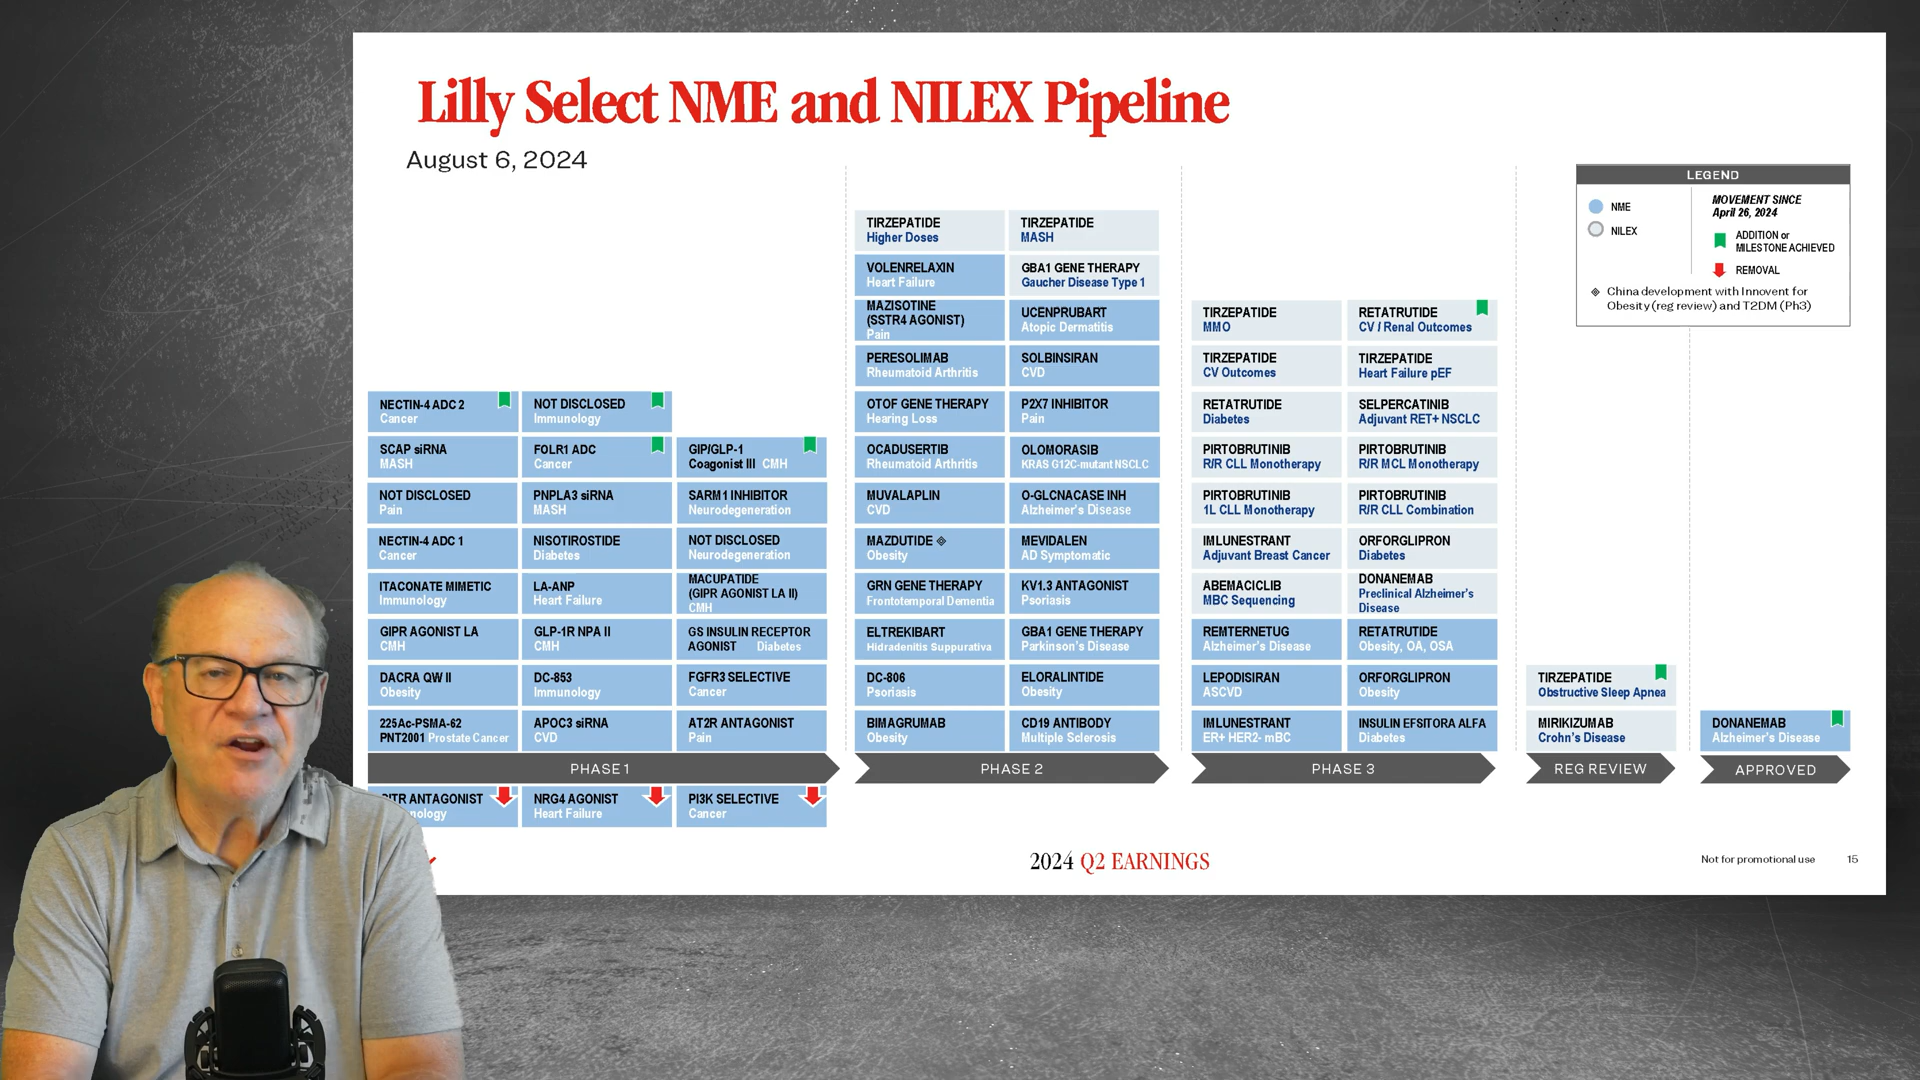 Lilly Select NME and NILEX Pipeline
August 6, 2024
LEGEND
NME
NILEX
MOVEMENT SINCE
April 26, 2024
ADDITION or
MILESTONE ACHIEVED
REMOVAL
China development with Innovent for
Obesity (reg review) and T2DM (Ph3)
NECTIN-4 ADC 2
Cancer
SCAP siRNA
MASH
NOT DISCLOSED
Pain
NECTIN-4 ADC 1
Cancer
ITACONATE MIMETIC
Immunology
GIPR AGONIST LA
CMH
DACRA QW II
Obesity
225Ac-PSMA-62
PNT2001 Prostate Cancer
NOT DISCLOSED
Immunology
FOLR1 ADC
Cancer
PNPLA3 siRNA
MASH
NISOTIROSTIDE
Diabetes
LA-ANP
Heart Failure
GLP-1R NPA II
CMH
DC-853
Immunology
APOC3 siRNA
CVD
GIP/GLP-1
Coagonist III CMH
SARM1 INHIBITOR
Neurodegeneration
NOT DISCLOSED
Neurodegeneration
MACUPATIDE
(GIPR AGONIST LA II)
CMH
GS INSULIN RECEPTOR
AGONIST Diabetes
FGFR3 SELECTIVE
Cancer
AT2R ANTAGONIST
Pain
PHASE 1
ANTAGONIST
NRG4 AGONIST
Heart Failure
PI3K SELECTIVE
Cancer
TIRZEPATIDE
Higher Doses
VOLENRELAXIN
Heart Failure
MAZISOTINE
(SSTR4 AGONIST)
Pain
PERESOLIMAB
Rheumatoid Arthritis
OTOF GENE THERAPY
Hearing Loss
OCADUSERTIB
Rheumatoid Arthritis
MUVALAPLIN
CVD
MAZDUTIDE
Obesity
GRN GENE THERAPY
Frontotemporal Dementia
ELTREKIBART
Hidradenitis Suppurativa
DC-806
Psoriasis
BIMAGRUMAB
Obesity
TIRZEPATIDE
MASH
GBA1 GENE THERAPY
Gaucher Disease Type 1
UCENPRUBART
Atopic Dermatitis
SOLBINSIRAN
CVD
P2X7 INHIBITOR
Pain
OLOMORASIB
KRAS G12C-mutant NSCLC
O-GLCNACASE INH
Alzheimer's Disease
MEVIDALEN
AD Symptomatic
KV1.3 ANTAGONIST
Psoriasis
GBA1 GENE THERAPY
Parkinson's Disease
ELORALINTIDE
Obesity
CD19 ANTIBODY
Multiple Sclerosis
PHASE 2
TIRZEPATIDE
MMO
TIRZEPATIDE
CV Outcomes
RETATRUTIDE
Diabetes
PIRTOBRUTINIB
R/R CLL Monotherapy
PIRTOBRUTINIB
1L CLL Monotherapy
IMLUNESTRANT
Adjuvant Breast Cancer
ABEMACICLIB
MBC Sequencing
REMTERNETUG
Alzheimer's Disease
LEPODISIRAN
ASCVD
IMLUNESTRANT
ER+ HER2- mBC
RETATRUTIDE
CV / Renal Outcomes
TIRZEPATIDE
Heart Failure pEF
SELPERCATINIB
Adjuvant RET+ NSCLC
PIRTOBRUTINIB
R/R MCL Monotherapy
PIRTOBRUTINIB
R/R CLL Combination
ORFORGLIPRON
Diabetes
DONANEMAB
Preclinical Alzheimer's
Disease
RETATRUTIDE
Obesity, OA, OSA
ORFORGLIPRON
Obesity
INSULIN EFSITORA ALFA
Diabetes
PHASE 3
TIRZEPATIDE
Obstructive Sleep Apnea
MIRIKIZUMAB
Crohn's Disease
REG REVIEW
DONANEMAB
Alzheimer's Disease
APPROVED
2024 Q2 EARNINGS
Not for promotional use 15